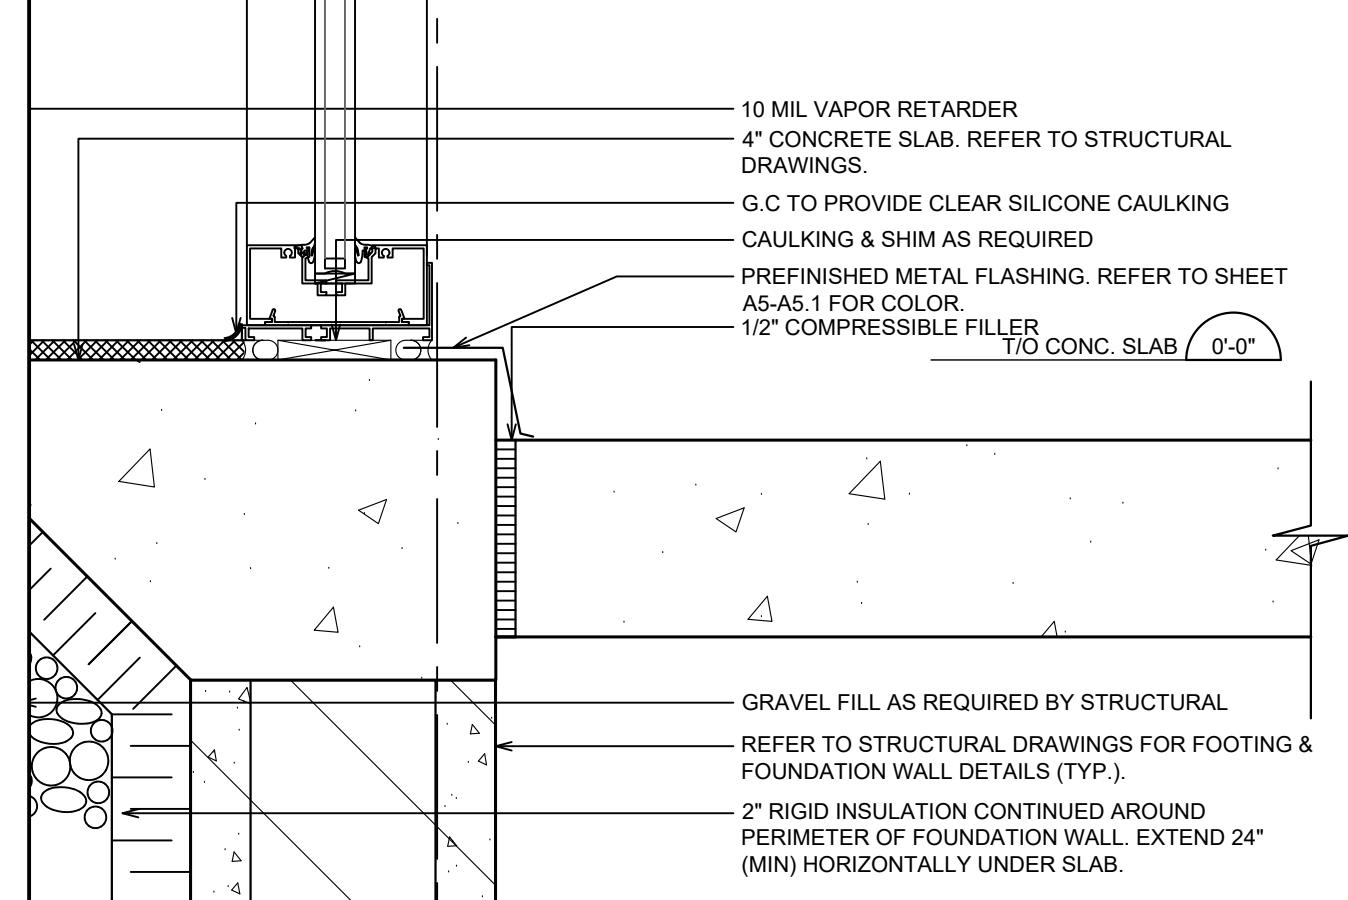 10 MIL VAPOR RETARDER
4" CONCRETE SLAB. REFER TO STRUCTURAL
DRAWINGS.
G.C TO PROVIDE CLEAR SILICONE CAULKING
CAULKING & SHIM AS REQUIRED
PREFINISHED METAL FLASHING. REFER TO SHEET
A5-A5.1 FOR COLOR.
1/2" COMPRESSIBLE FILLER
T/O CONC. SLAB 0'-0"
GRAVEL FILL AS REQUIRED BY STRUCTURAL
REFER TO STRUCTURAL DRAWINGS FOR FOOTING &
FOUNDATION WALL DETAILS (TYP.).
2" RIGID INSULATION CONTINUED AROUND
PERIMETER OF FOUNDATION WALL. EXTEND 24"
(MIN) HORIZONTALLY UNDER SLAB.